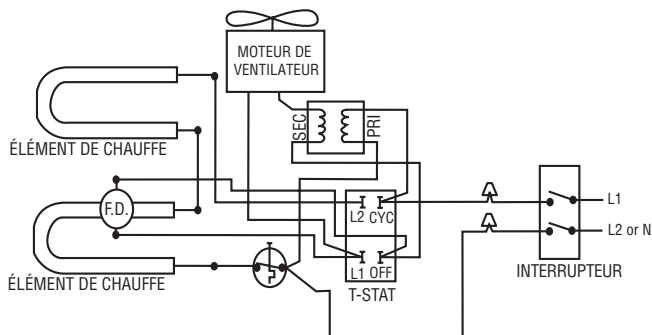 MOTEUR DE
VENTILATEUR
SEC
PRI
ÉLÉMENT DE CHAUFFE
F.D.
L2 CYC
L1
L2 or N
L1 OFF
INTERRUPTEUR
ÉLÉMENT DE CHAUFFE
T-STAT